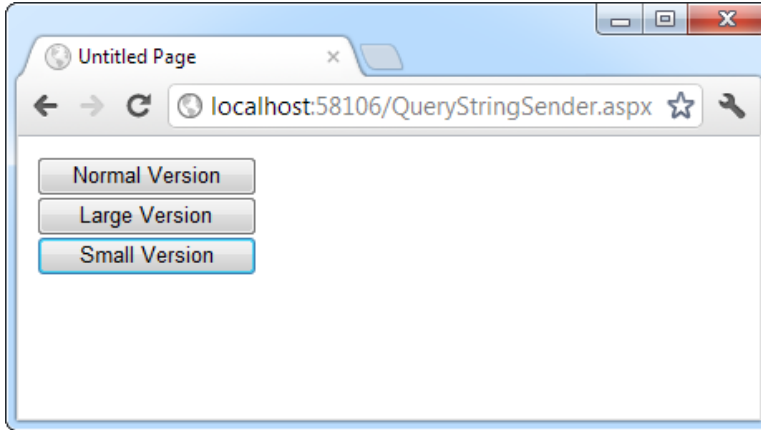 Untitled Page
localhost:58106/QueryStringSender.aspx
Normal Version
Large Version
Small Version